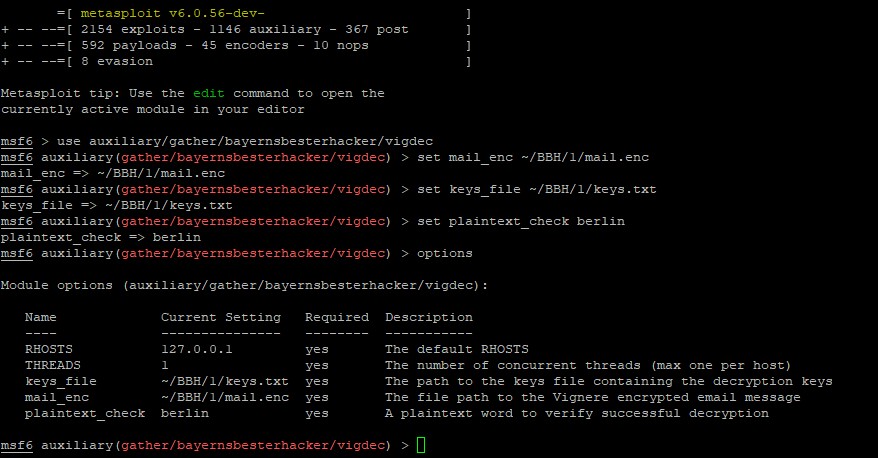 =[ metasploit v6.0.56-dev- ]
+ -- --=[ 2154 exploits - 1146 auxiliary - 367 post ]
+ -- --=[ 592 payloads - 45 encoders - 10 nops ]
+ -- --=[ 8 evasion ]
Metasploit tip: Use the edit command to open the
currently active module in your editor
msf6 > use auxiliary/gather/bayernsbesterhacker/vigdec
msf6 auxiliary(gather/bayernsbesterhacker/vigdec) > set mail_enc ~/BBH/1/mail.enc
mail_enc => ~/BBH/1/mail.enc
msf6 auxiliary(gather/bayernsbesterhacker/vigdec) > set keys_file ~/BBH/1/keys.txt
keys_file => ~/BBH/1/keys.txt
msf6 auxiliary(gather/bayernsbesterhacker/vigdec) > set plaintext_check berlin
plaintext_check => berlin
msf6 auxiliary(gather/bayernsbesterhacker/vigdec) > options
Module options (auxiliary/gather/bayernsbesterhacker/vigdec):
Name Current Setting Required Description
---- --------------- -------- -----------
RHOSTS 127.0.0.1 yes The default RHOSTS
THREADS 1 yes The number of concurrent threads (max one per host)
keys_file ~/BBH/1/keys.txt yes The path to the keys file containing the decryption keys
mail_enc ~/BBH/1/mail.enc yes The file path to the Vignere encrypted email message
plaintext_check berlin yes A plaintext word to verify successful decryption
msf6 auxiliary(gather/bayernsbesterhacker/vigdec) >